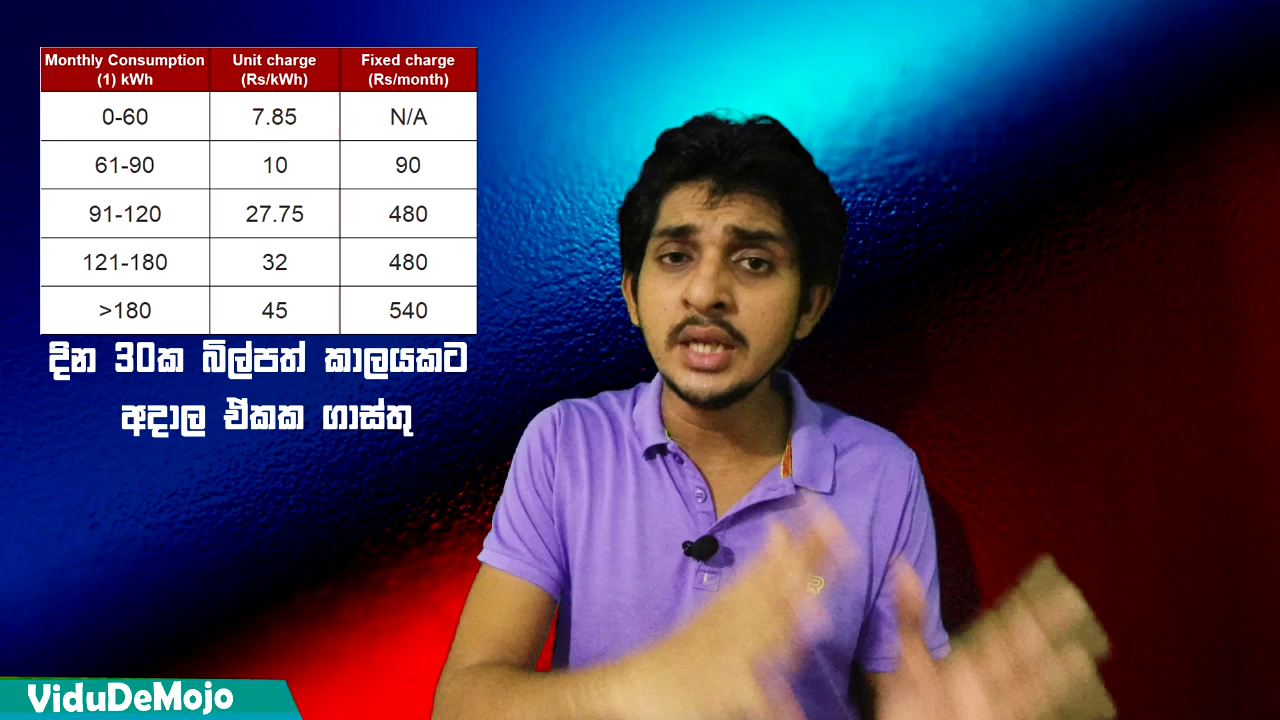 Monthly Consumption Unit charge Fixed charge
(1) kWh (Rs/kWh) (Rs/month)
0-60 7.85 N/A
61-90 10 90
91-120 27.75 480
121-180 32 480
>180 45 540
දින 30ක බිල්පත් කාලයකට
අදාල ඒකක ගාස්තු
ViduDeMojo